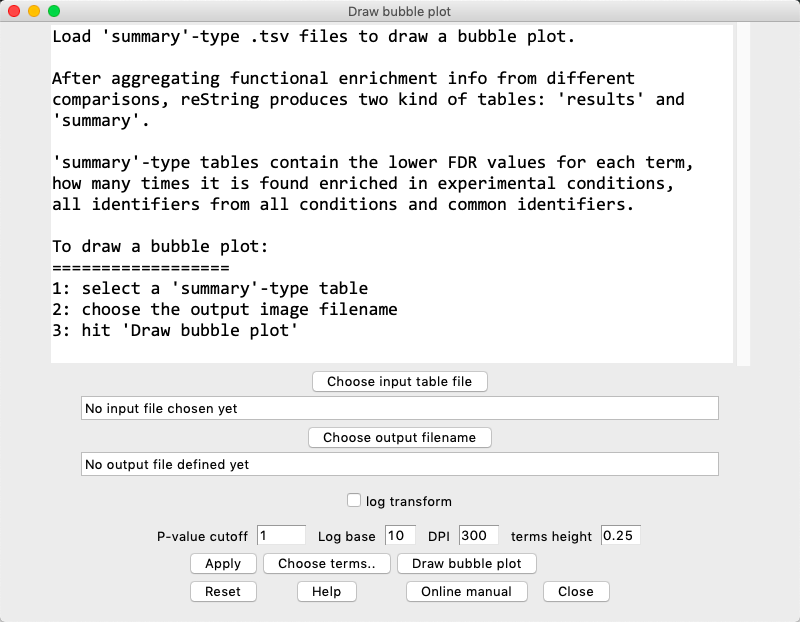 Draw bubble plot
Load 'summary'-type .tsv files to draw a bubble plot.
After aggregating functional enrichment info from different
comparisons, reString produces two kind of tables: 'results' and
'summary'.
'summary'-type tables contain the lower FDR values for each term,
how many times it is found enriched in experimental conditions,
all identifiers from all conditions and common identifiers.
To draw a bubble plot:
==================
1: select a 'summary'-type table
2: choose the output image filename
3: hit 'Draw bubble plot'
Choose input table file
No input file chosen yet
Choose output filename
No output file defined yet
log transform
P-value cutoff 1 Log base 10 DPI 300 terms height 0.25
Apply Choose terms.. Draw bubble plot
Reset Help Online manual Close